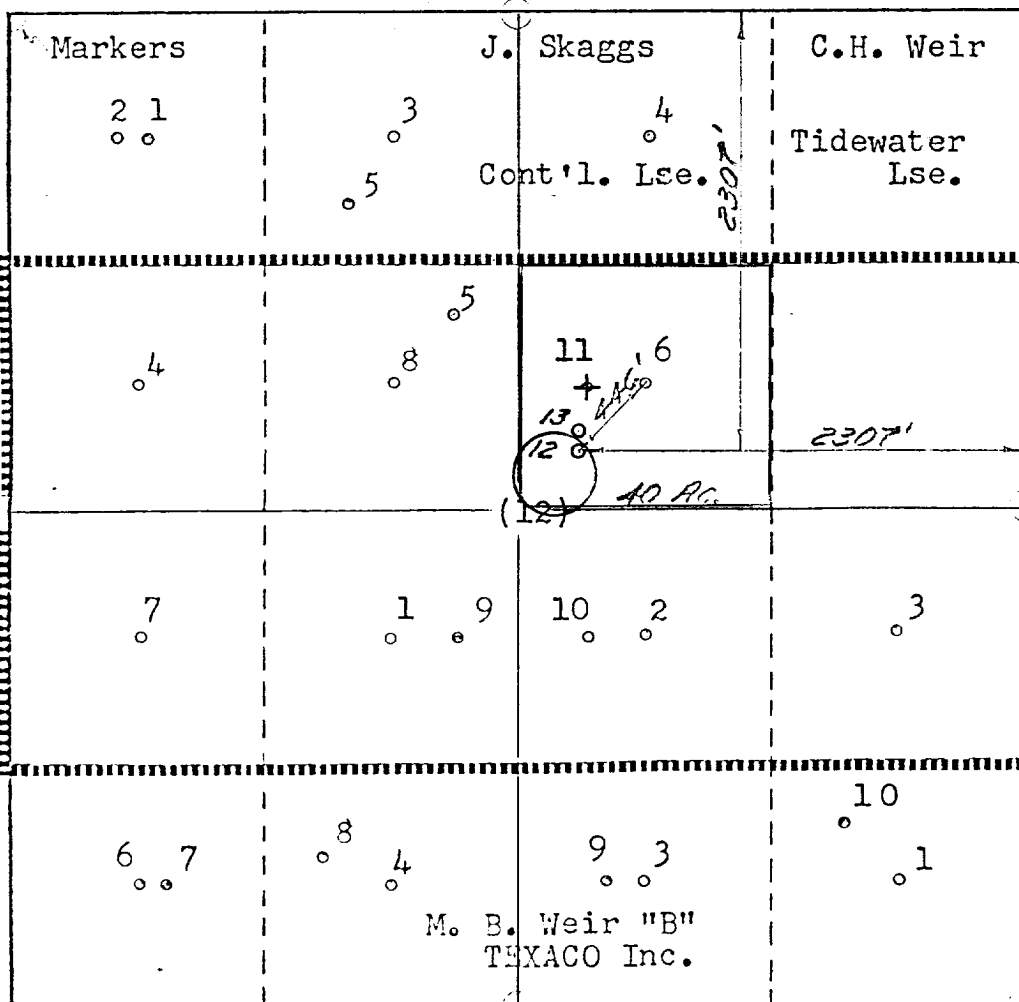 Markers J. Skaggs C.H. Weir
2 1 3 4
Tidewater
Lse.
Cont'l. Lse.
5
2307'
5
4 8 11 6
446'
13
12
2307'
40 Ac.
(12)
7 1 9 10 2 3
10
6 7 8 4 9 3 1
M. B. Weir "B"
TEXACO Inc.